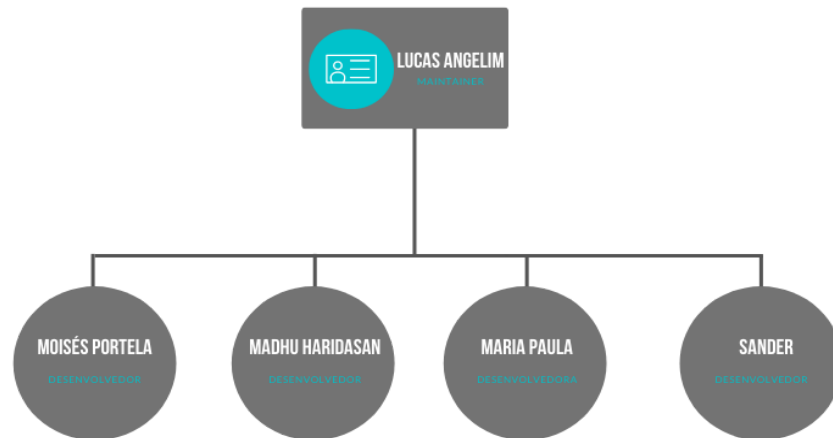 LUCAS ANGELIM
MAINTAINER
MOISÉS PORTELA
DESENVOLVEDOR
MADHU HARIDASAN
DESENVOLVEDOR
MARIA PAULA
DESENVOLVEDORA
SANDER
DESENVOLVEDOR